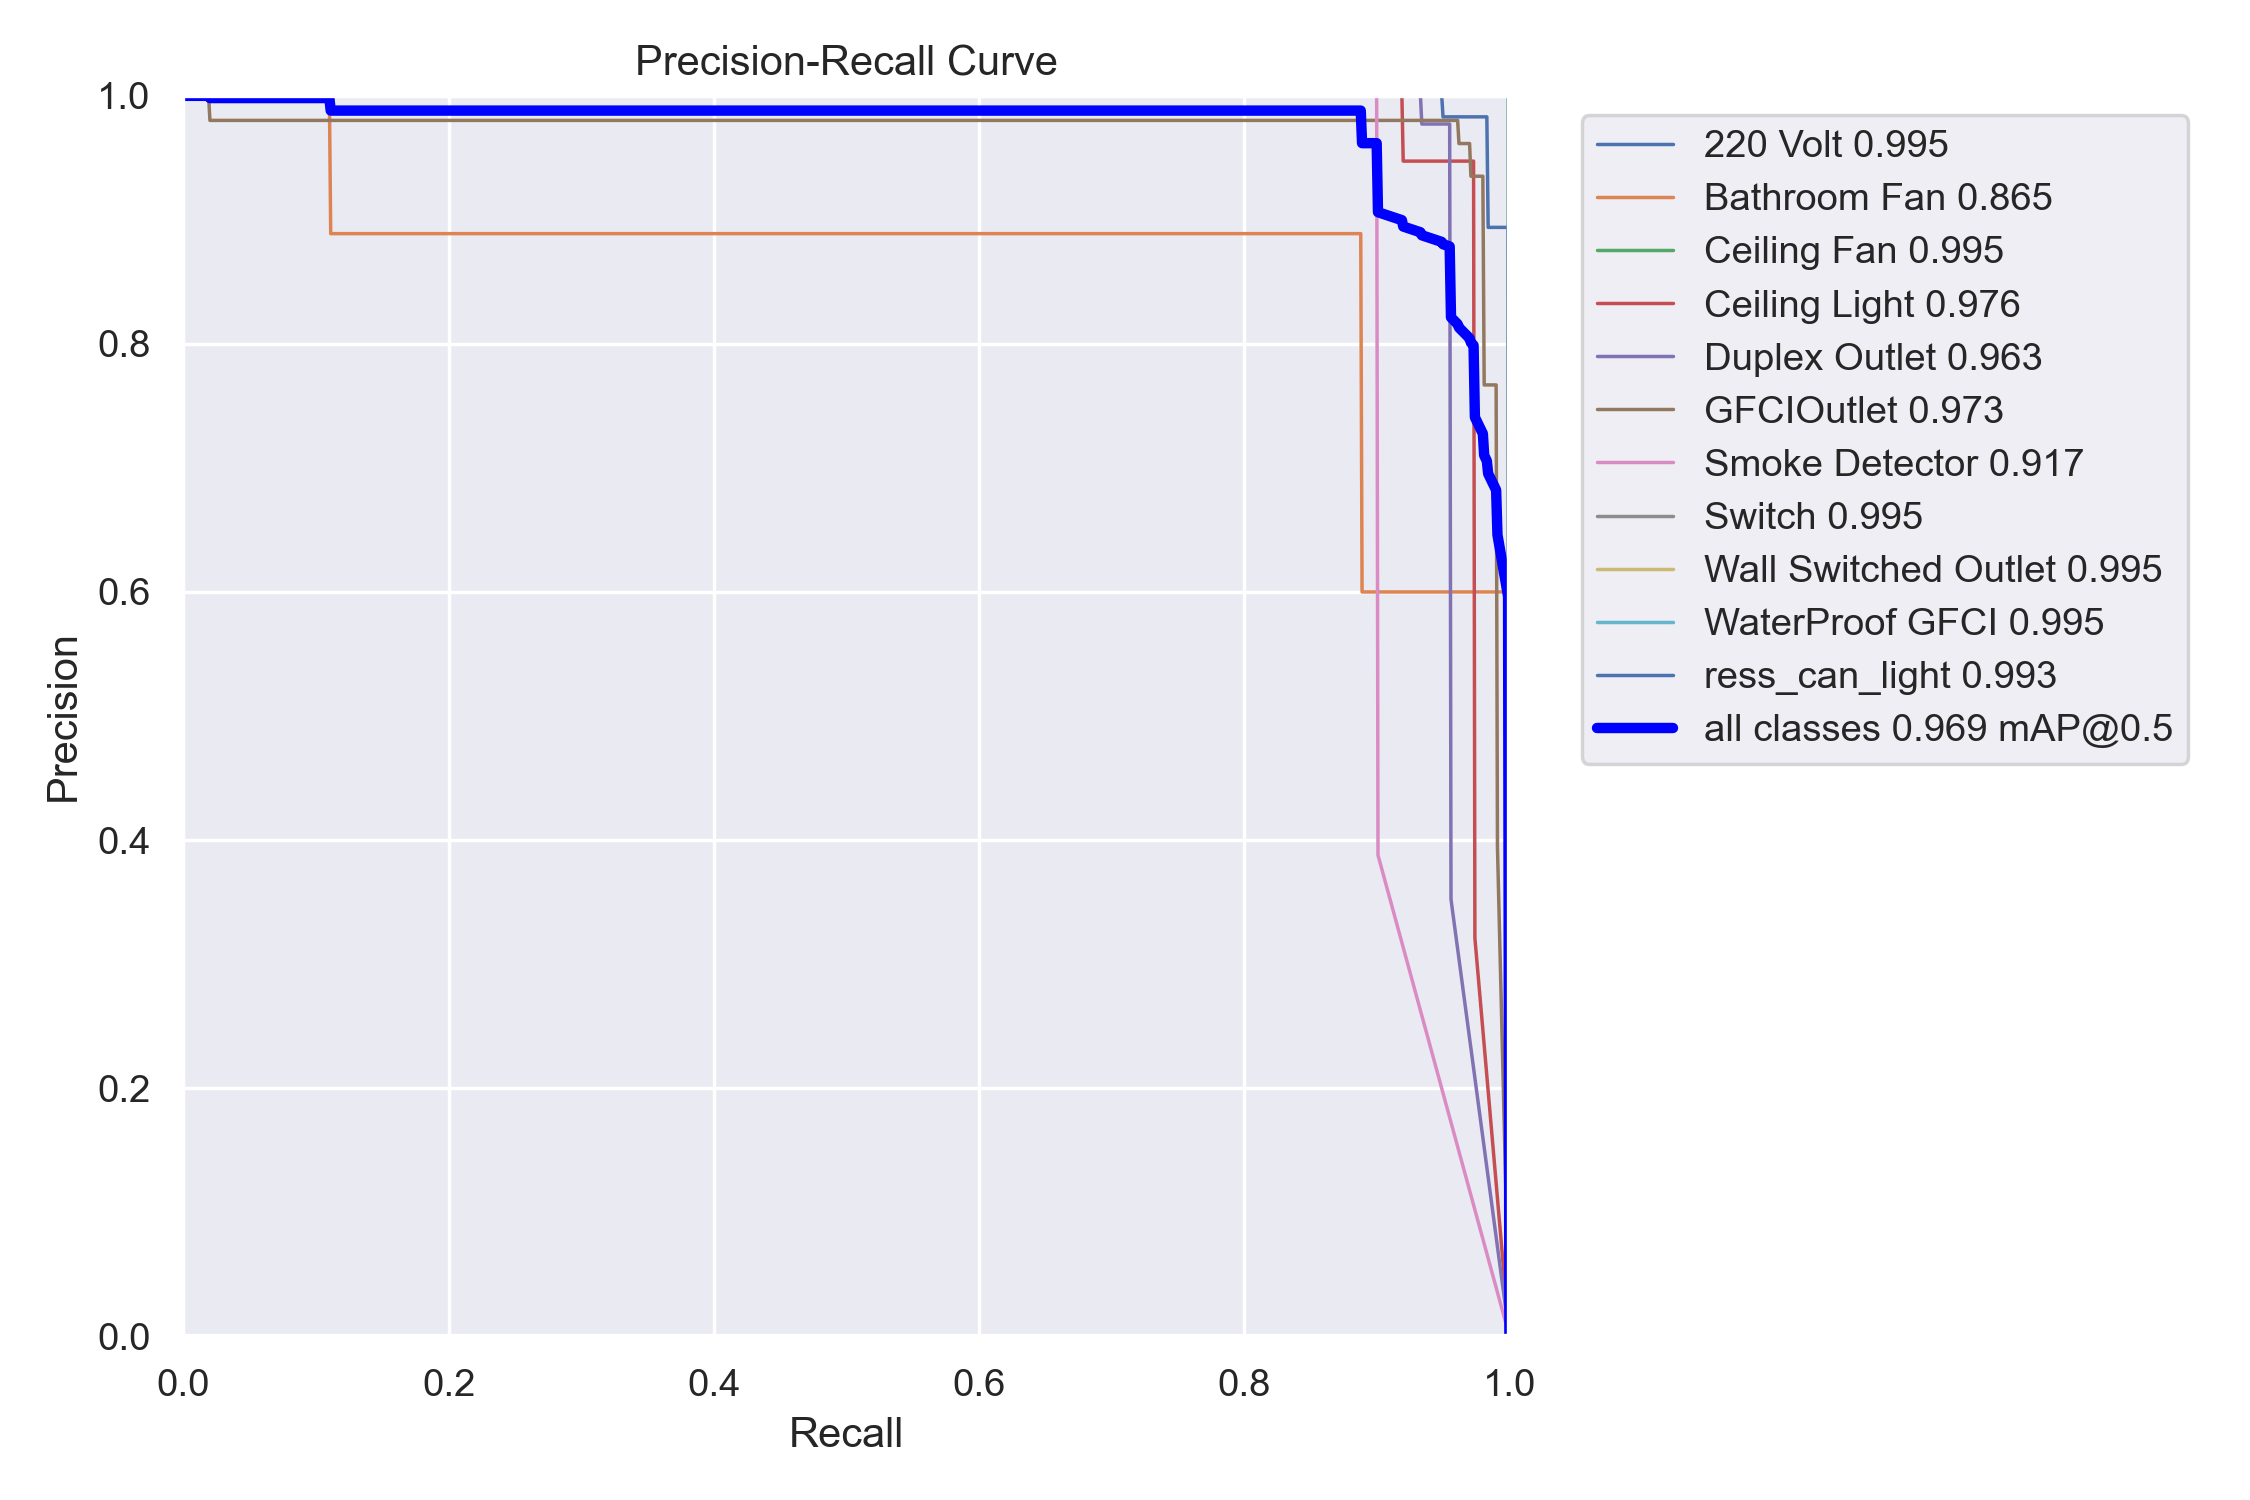 Precision-Recall Curve
1.0
0.8
0.6
0.4
0.2
0.0
Precision
0.0 0.2 0.4 0.6 0.8 1.0
Recall
220 Volt 0.995
Bathroom Fan 0.865
Ceiling Fan 0.995
Ceiling Light 0.976
Duplex Outlet 0.963
GFCIOutlet 0.973
Smoke Detector 0.917
Switch 0.995
Wall Switched Outlet 0.995
WaterProof GFCI 0.995
ress_can_light 0.993
all classes 0.969 mAP@0.5